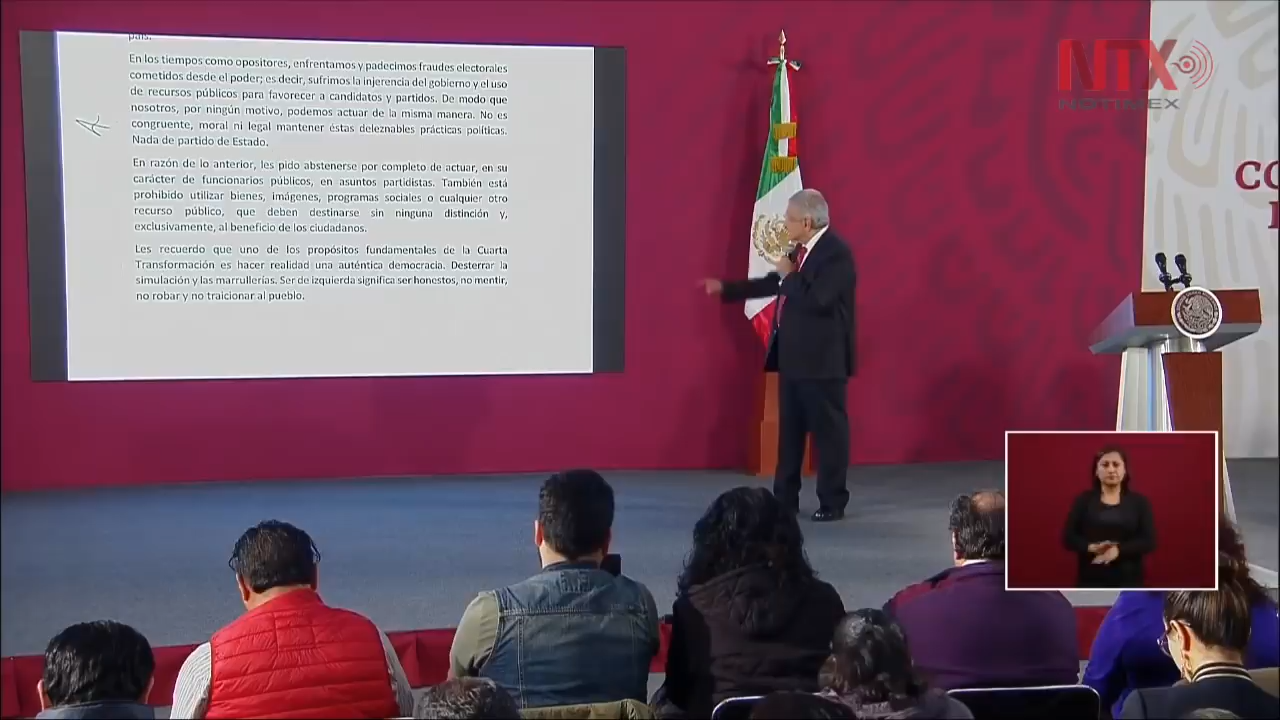 país.
En los tiempos como opositores, enfrentamos y padecimos fraudes electorales
cometidos desde el poder; es decir, sufrimos la injerencia del gobierno y el uso
de recursos públicos para favorecer a candidatos y partidos. De modo que
nosotros, por ningún motivo, podemos actuar de la misma manera. No es
congruente, moral ni legal mantener éstas deleznables prácticas políticas.
Nada de partido de Estado.
En razón de lo anterior, les pido abstenerse por completo de actuar, en su
carácter de funcionarios públicos, en asuntos partidistas. También está
prohibido utilizar bienes, imágenes, programas sociales o cualquier otro
recurso público, que deben destinarse sin ninguna distinción y,
exclusivamente, al beneficio de los ciudadanos.
Les recuerdo que uno de los propósitos fundamentales de la Cuarta
Transformación es hacer realidad una auténtica democracia. Desterrar la
simulación y las marrullerías. Ser de izquierda significa ser honestos, no mentir,
no robar y no traicionar al pueblo.
NTX
NOTIMEX
CO